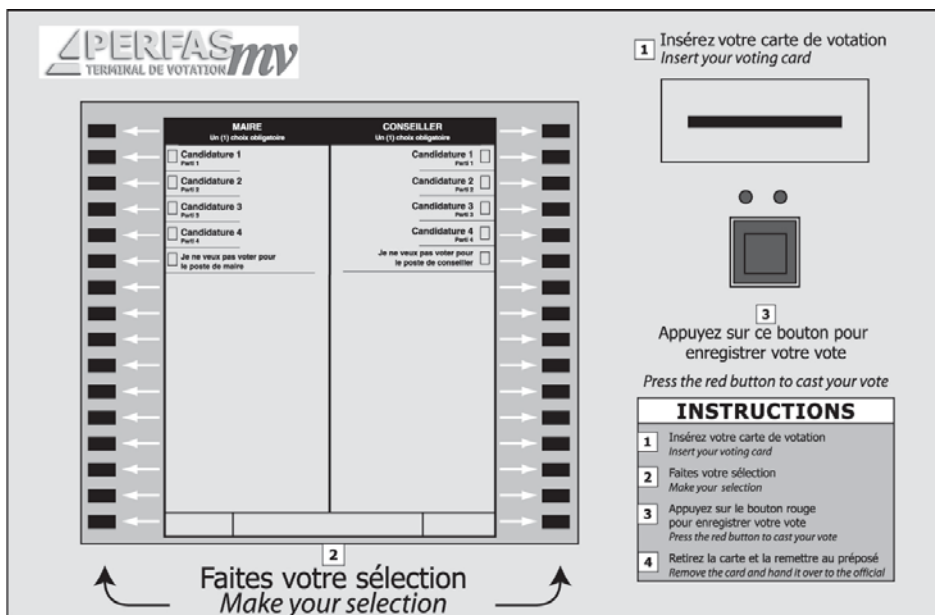 PERFAS mv
TERMINAL DE VOTATION
MAIRE
Un (1) choix obligatoire
Candidature 1
Parti 1
Candidature 2
Parti 2
Candidature 3
Parti 3
Candidature 4
Parti 4
Je ne veux pas voter pour
le poste de maire
CONSEILLER
Un (1) choix obligatoire
Candidature 1
Parti 1
Candidature 2
Parti 2
Candidature 3
Parti 3
Candidature 4
Parti 4
Je ne veux pas voter pour
le poste de conseiller
2
Faites votre sélection
Make your selection
1 Insérez votre carte de votation
Insert your voting card
3
Appuyez sur ce bouton pour
enregistrer votre vote
Press the red button to cast your vote
INSTRUCTIONS
1 Insérez votre carte de votation
Insert your voting card
2 Faites votre sélection
Make your selection
3 Appuyez sur le bouton rouge
pour enregistrer votre vote
Press the red button to cast your vote
4 Retirez la carte et la remettre au préposé
Remove the card and hand it over to the official